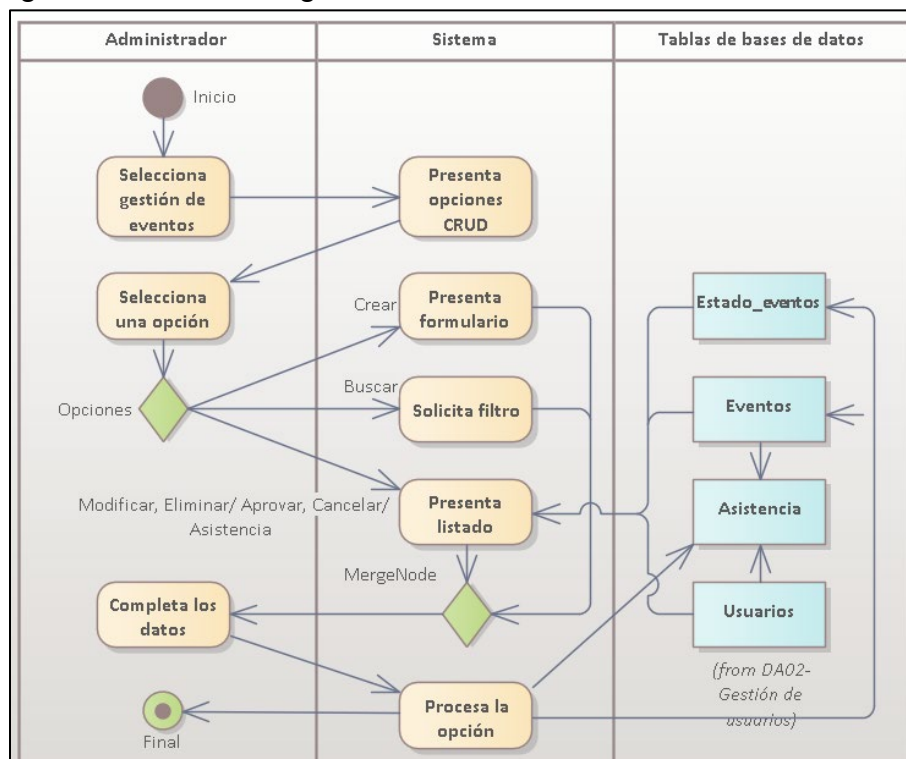 Administrador
Sistema
Tablas de bases de datos
Inicio
Selecciona
gestión de
eventos
Presenta
opciones
CRUD
Selecciona
una opción
Crear
Presenta
formulario
Estado_eventos
Opciones
Buscar
Solicita filtro
Eventos
Modificar, Eliminar/ Aprovar, Cancelar/
Asistencia
Presenta
listado
Asistencia
MergeNode
Completa los
datos
Usuarios
(from DA02-
Gestión de
usuarios)
Procesa la
opción
Final